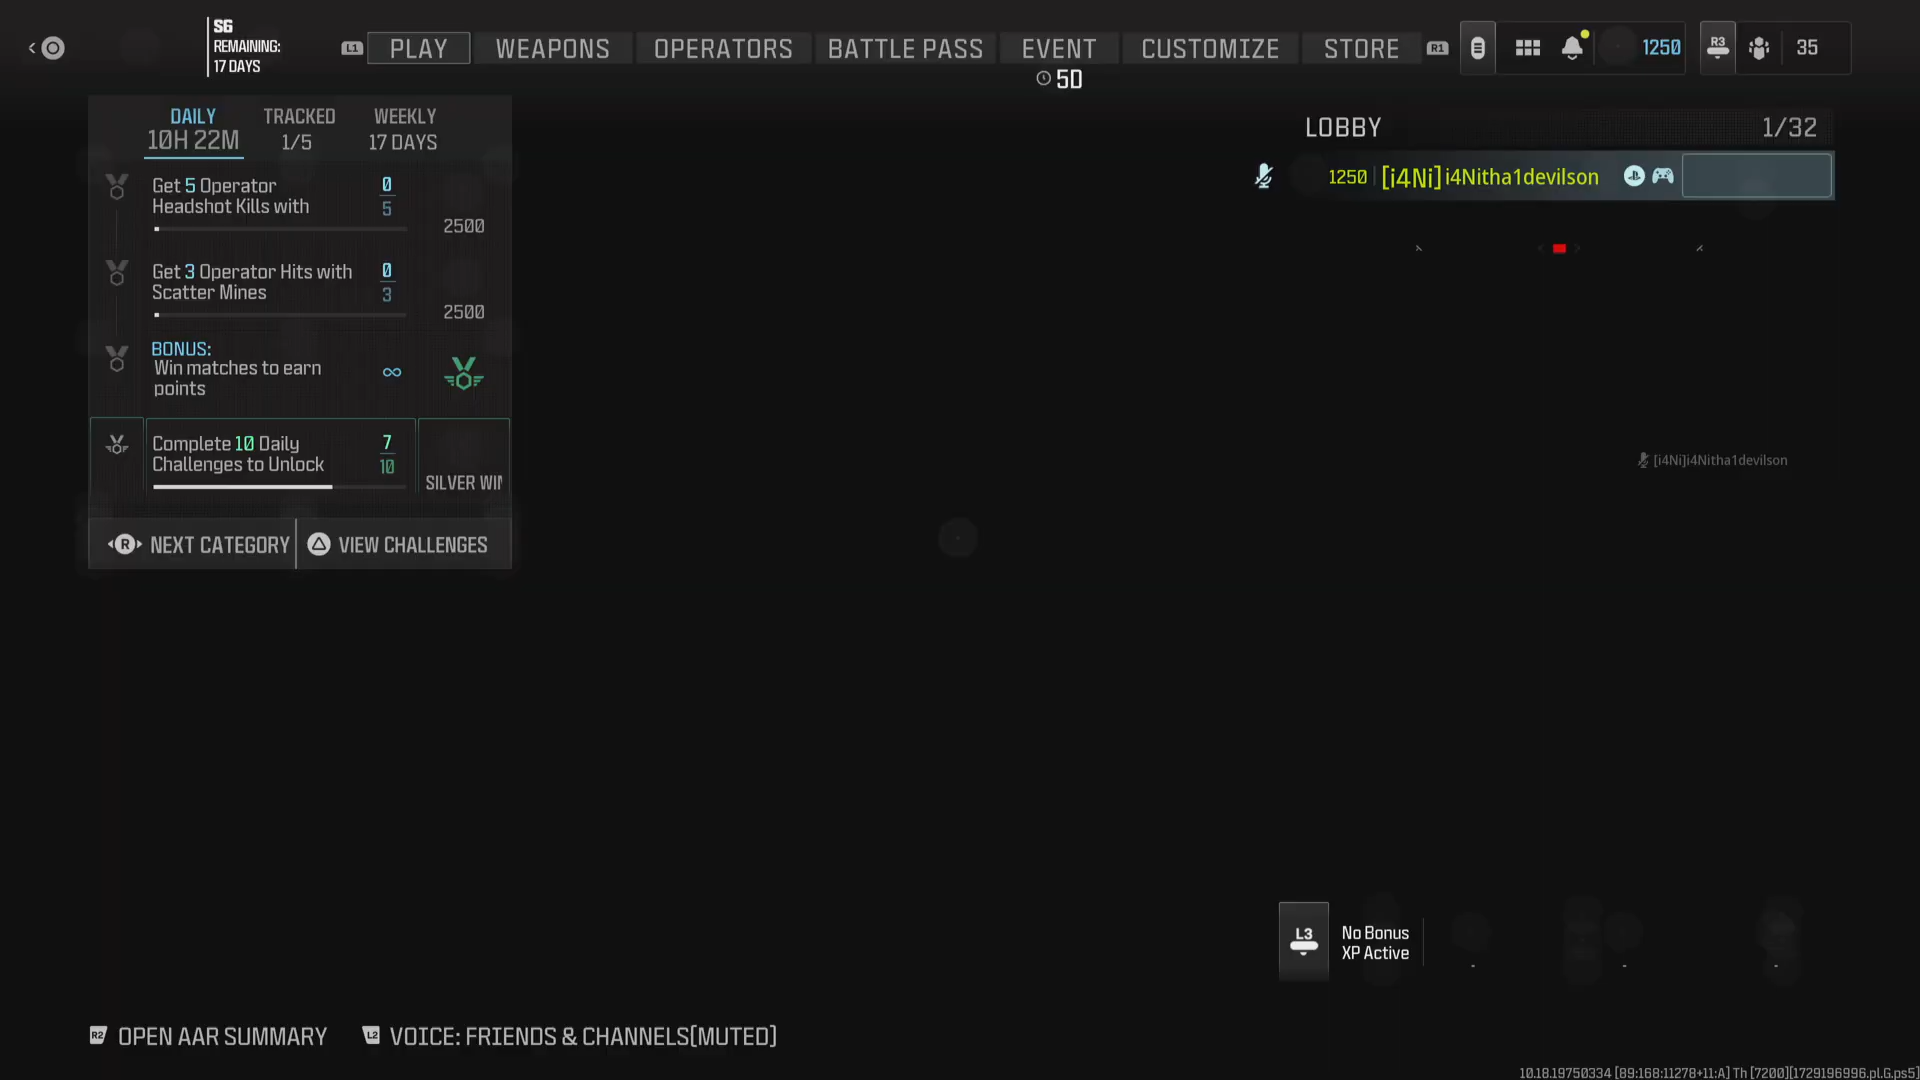 S6
REMAINING:
17 DAYS
L1
PLAY
WEAPONS
OPERATORS
BATTLE PASS
EVENT
5D
CUSTOMIZE
STORE
R1
1250
R3
35
DAILY
10H 22M
TRACKED
1/5
WEEKLY
17 DAYS
Get 5 Operator
Headshot Kills with
0
5
2500
Get 3 Operator Hits with
Scatter Mines
0
3
2500
BONUS:
Win matches to earn
points
∞
Complete 10 Daily
Challenges to Unlock
7
10
SILVER WIN
R NEXT CATEGORY
VIEW CHALLENGES
LOBBY
1/32
1250 [i4Ni]i4Nitha1devilson
[i4Ni]i4Nitha1devilson
L3
No Bonus
XP Active
R2 OPEN AAR SUMMARY
L2 VOICE: FRIENDS & CHANNELS[MUTED]
10.18.19750334 [89:168:11278+11:A] Th [7200][1729196996.pl.G.ps5]